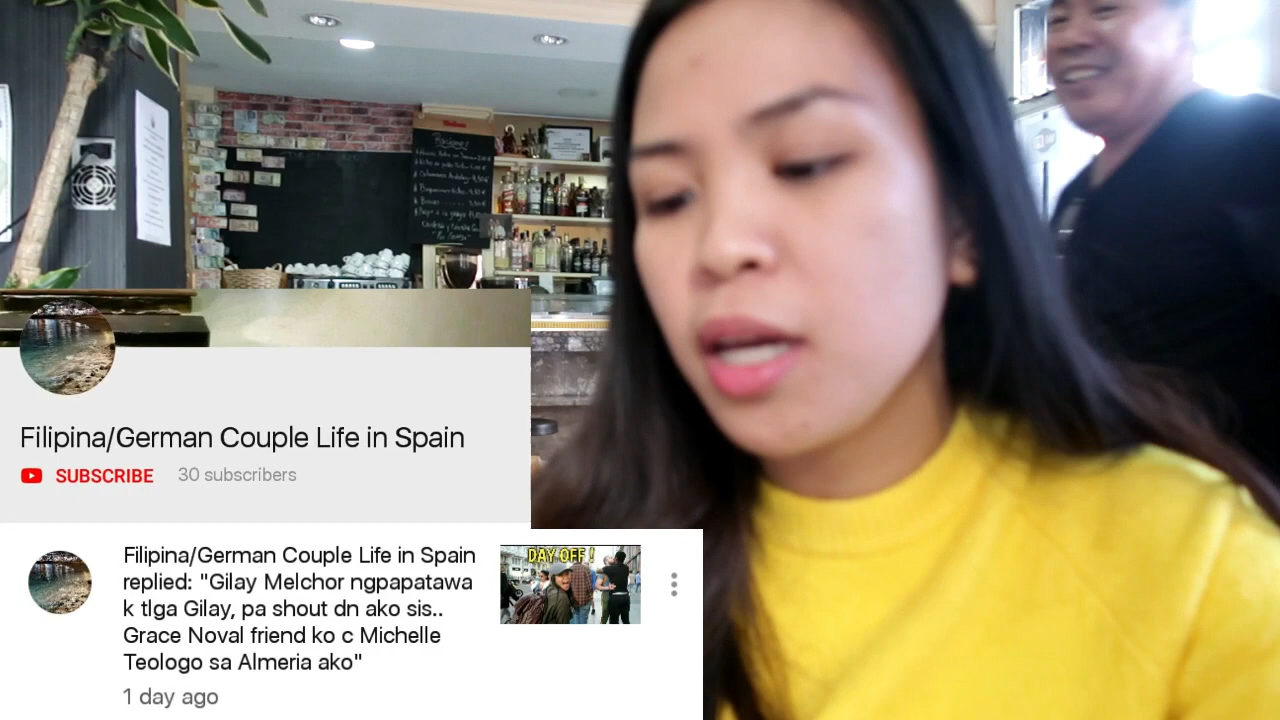 Filipina/German Couple Life in Spain
SUBSCRIBE 30 subscribers
Filipina/German Couple Life in Spain
replied: "Gilay Melchor ngpapatawa
k tlga Gilay, pa shout dn ako sis..
Grace Noval friend ko c Michelle
Teologo sa Almeria ako"
1 day ago
DAY OFF !